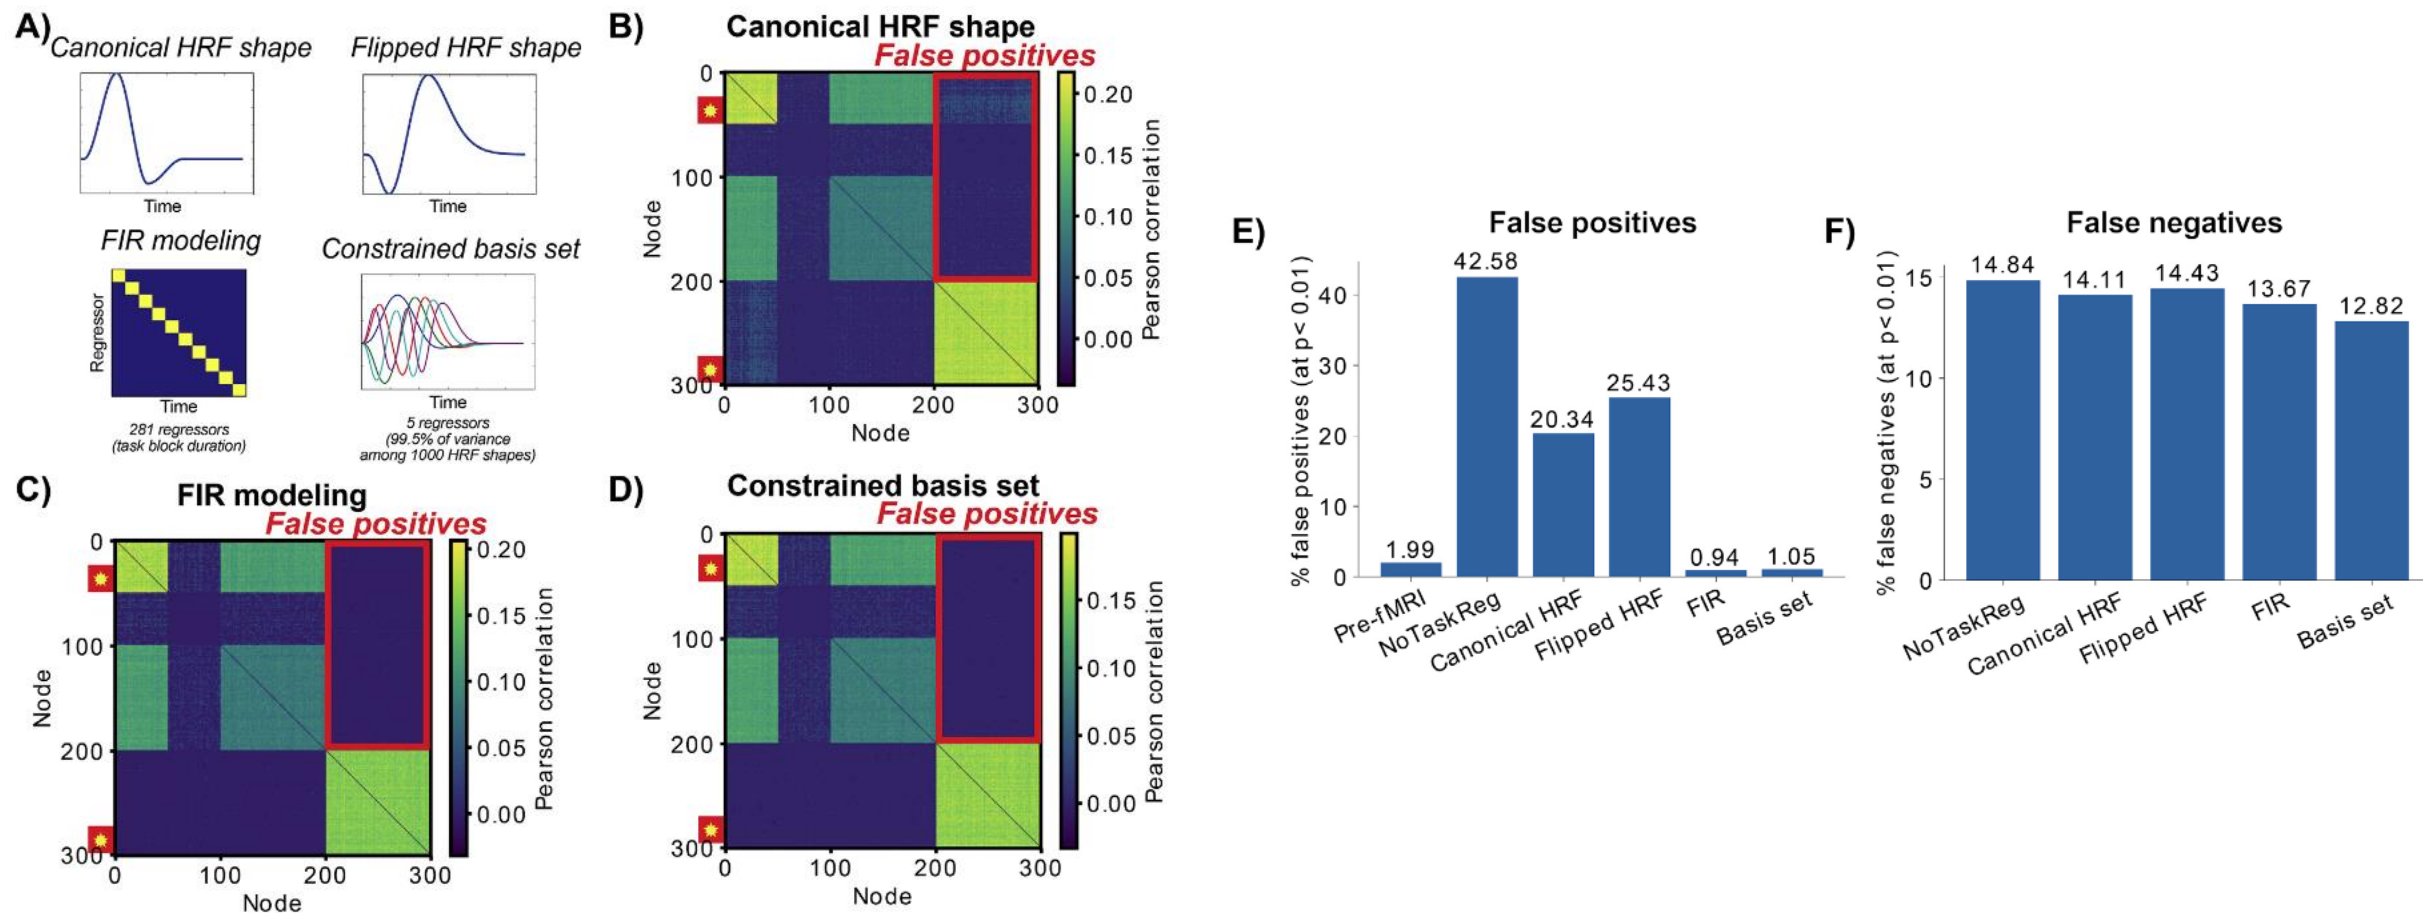 A)
Canonical HRF shape
Flipped HRF shape
Time
Time
FIR modeling
Constrained basis set
Regressor
Time
Time
281 regressors
(task block duration)
5 regressors
(99.5% of variance
among 1000 HRF shapes)
B)
Canonical HRF shape
False positives
0
100
200
300
Node
0
100
200
300
Node
0.20
0.15
0.10
0.05
0.00
Pearson correlation
C)
FIR modeling
False positives
0
100
200
300
Node
0
100
200
300
Node
0.20
0.15
0.10
0.05
0.00
Pearson correlation
D)
Constrained basis set
False positives
0
100
200
300
Node
0
100
200
300
Node
0.15
0.10
0.05
0.00
Pearson correlation
E)
False positives
% false positives (at p< 0.01)
40
30
20
10
0
1.99
42.58
20.34
25.43
0.94
1.05
Pre-fMRI
NoTaskReg
Canonical HRF
Flipped HRF
FIR
Basis set
F)
False negatives
% false negatives (at p< 0.01)
15
10
5
0
14.84
14.11
14.43
13.67
12.82
NoTaskReg
Canonical HRF
Flipped HRF
FIR
Basis set